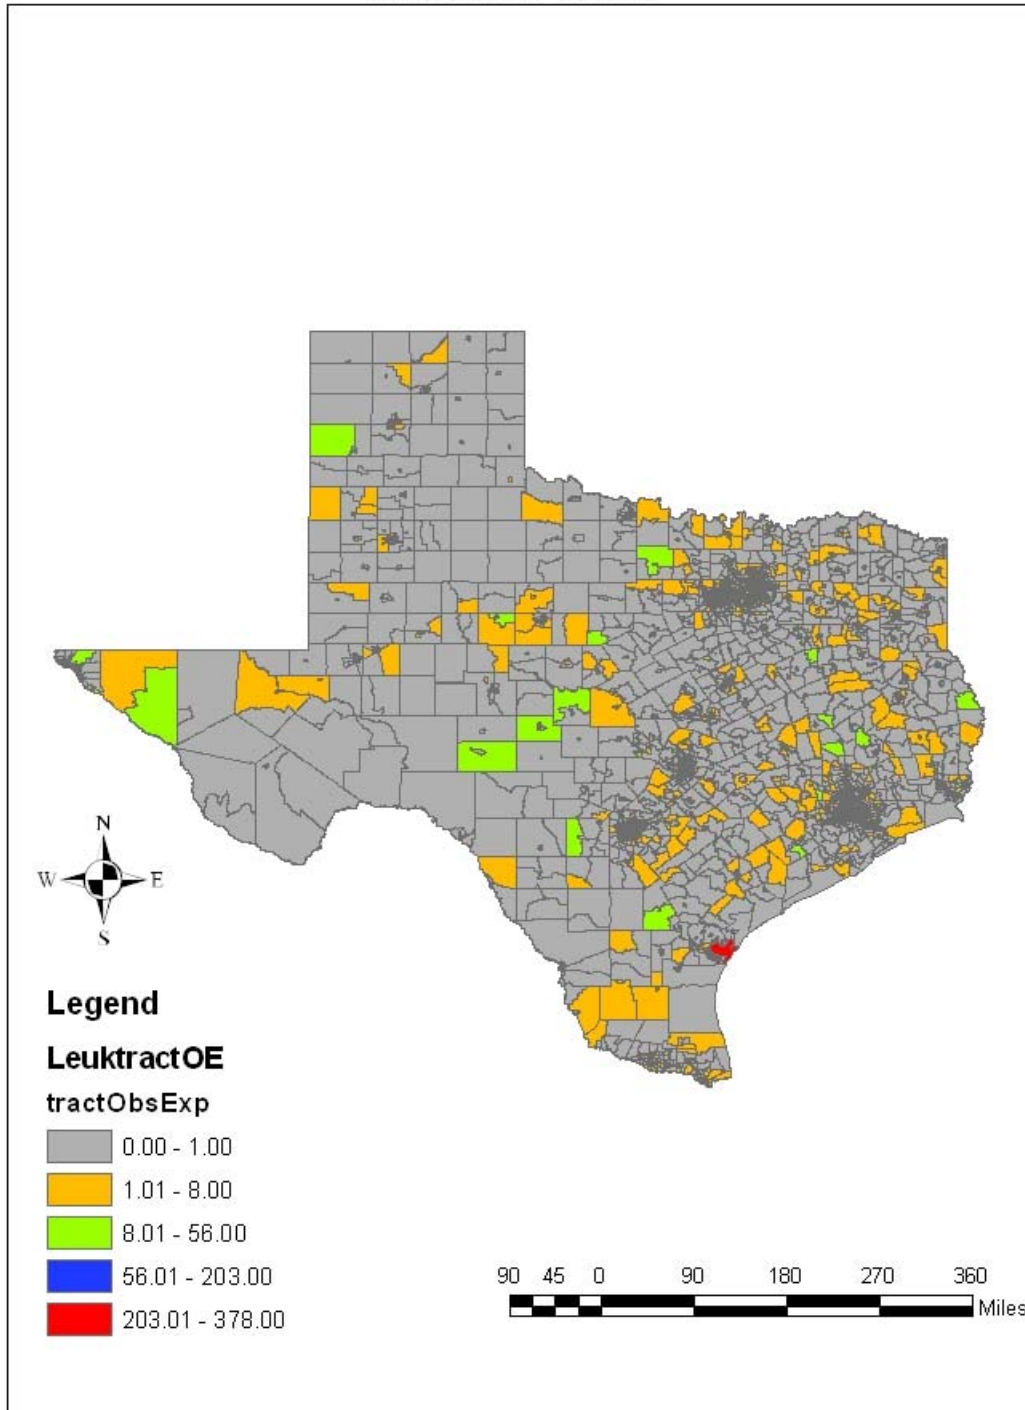 N
W E
S
Legend
LeuktractOE
tractObsExp
0.00 - 1.00
1.01 - 8.00
8.01 - 56.00
56.01 - 203.00
203.01 - 378.00
90 45 0 90 180 270 360
Miles